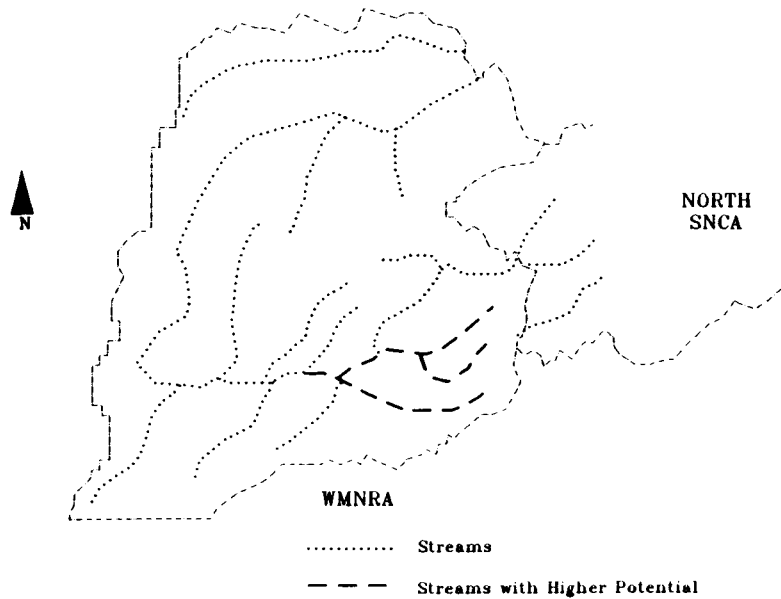 N
NORTH
SNCA
WMNRA
Streams
Streams with Higher Potential